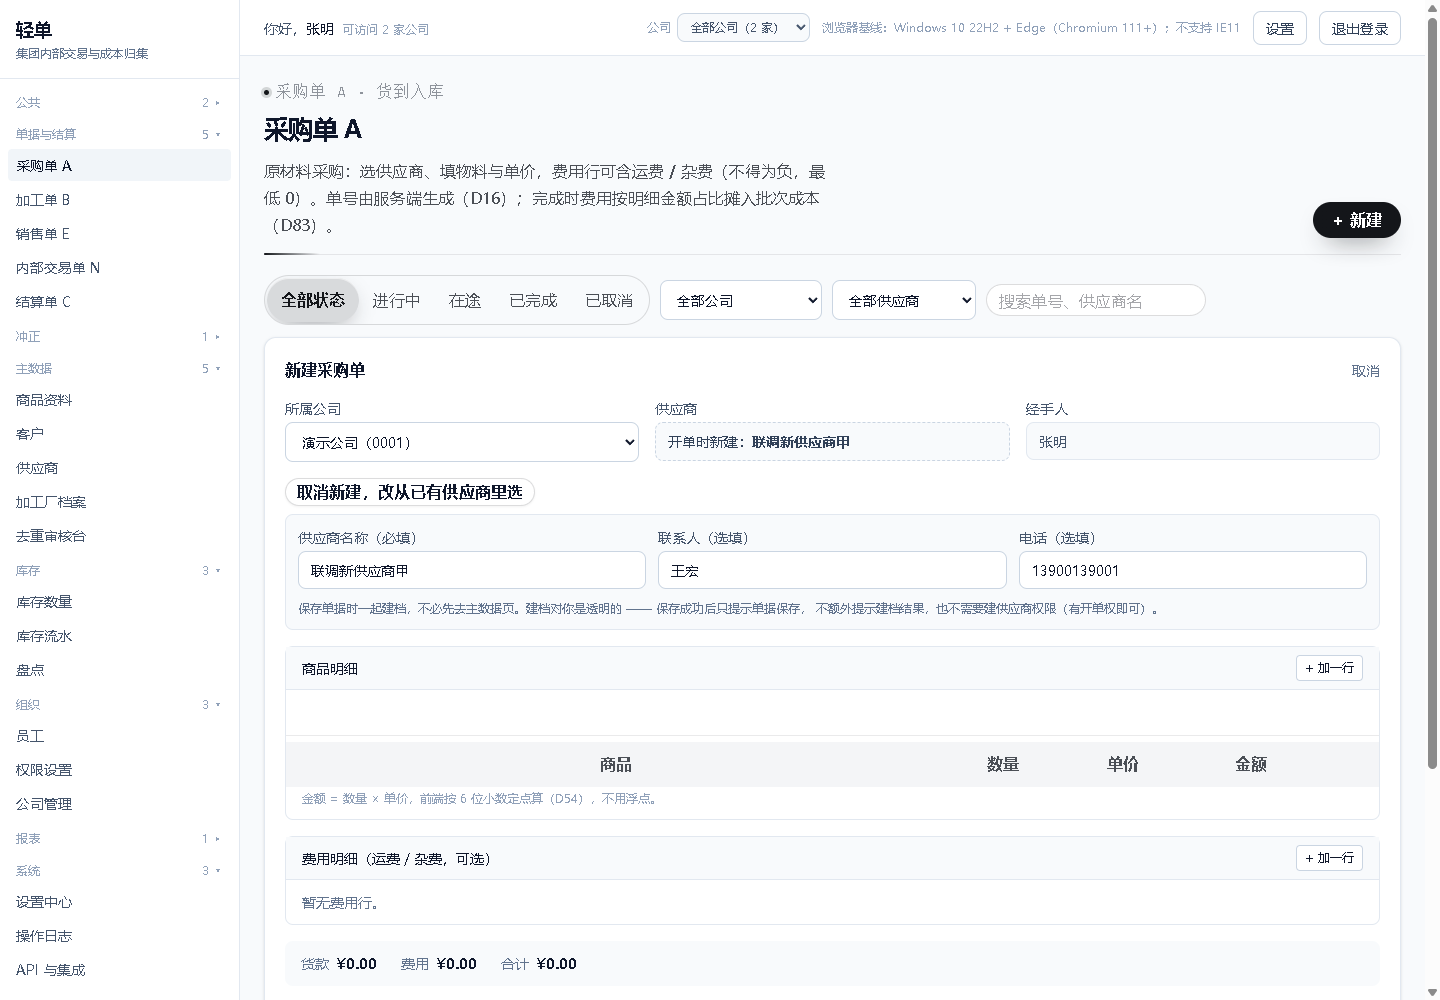 轻单
集团内部交易与成本归集
公共 2
单据与结算 5
采购单 A
加工单 B
销售单 E
内部交易单 N
结算单 C
冲正 1
主数据 5
商品资料
客户
供应商
加工厂档案
去重审核台
库存 3
库存数量
库存流水
盘点
组织 3
员工
权限设置
公司管理
报表 1
系统 3
设置中心
操作日志
API 与集成
你好，张明 可访问 2 家公司
公司 全部公司（2 家） 浏览器基线：Windows 10 22H2 + Edge（Chromium 111+）；不支持 IE11 设置 退出登录
采购单 A - 货到入库
采购单 A
原材料采购：选供应商、填物料与单价，费用行可含运费 / 杂费（不得为负，最
低 0）。单号由服务端生成（D16）；完成时费用按明细金额占比摊入批次成本
（D83）。
+ 新建
全部状态 进行中 在途 已完成 已取消 全部公司 全部供应商 搜索单号、供应商名
新建采购单 取消
所属公司 供应商 经手人
演示公司（0001） 开单时新建：联调新供应商甲 张明
取消新建，改从已有供应商里选
供应商名称（必填） 联系人（选填） 电话（选填）
联调新供应商甲 王宏 13900139001
保存单据时一起建档，不必先去主数据页。建档对你是透明的 —— 保存成功后只提示单据保存， 不额外提示建档结果，也不需要建供应商权限（有开单权即可）。
商品明细 + 加一行
商品 数量 单价 金额
金额 = 数量 × 单价，前端按 6 位小数定点算（D54），不用浮点。
费用明细（运费 / 杂费，可选） + 加一行
暂无费用行。
货款 ¥0.00 费用 ¥0.00 合计 ¥0.00